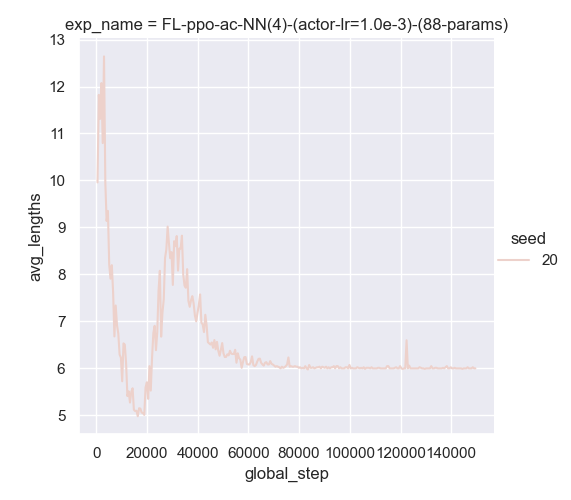 exp_name = FL-ppo-ac-NN(4)-(actor-lr=1.0e-3)-(88-params)
13
12
11
10
9
8
7
6
5
avg_lengths
seed
20
0 20000 40000 60000 80000 100000 120000 140000
global_step